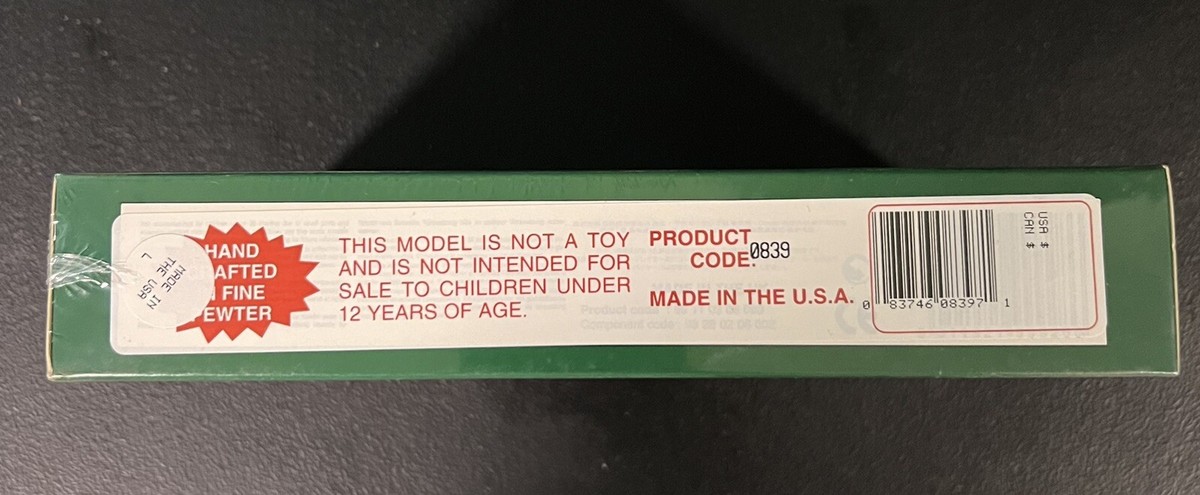 HAND
AFTED
FINE
EWTER
MADE IN
THE USA
L
THIS MODEL IS NOT A TOY
AND IS NOT INTENDED FOR
SALE TO CHILDREN UNDER
12 YEARS OF AGE.
PRODUCT
CODE. 0839
MADE IN THE U.S.A.
USA $
CAN $
0 83746 08397 1